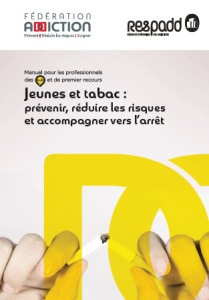 FÉDÉRATION
ADDICTION
Prévenir I Réduire les risques I Soigner
RESPADD
Manuel pour les professionnels
des CJC et de premier recours
Jeunes et tabac :
prévenir, réduire les risques
et accompagner vers l'arrêt